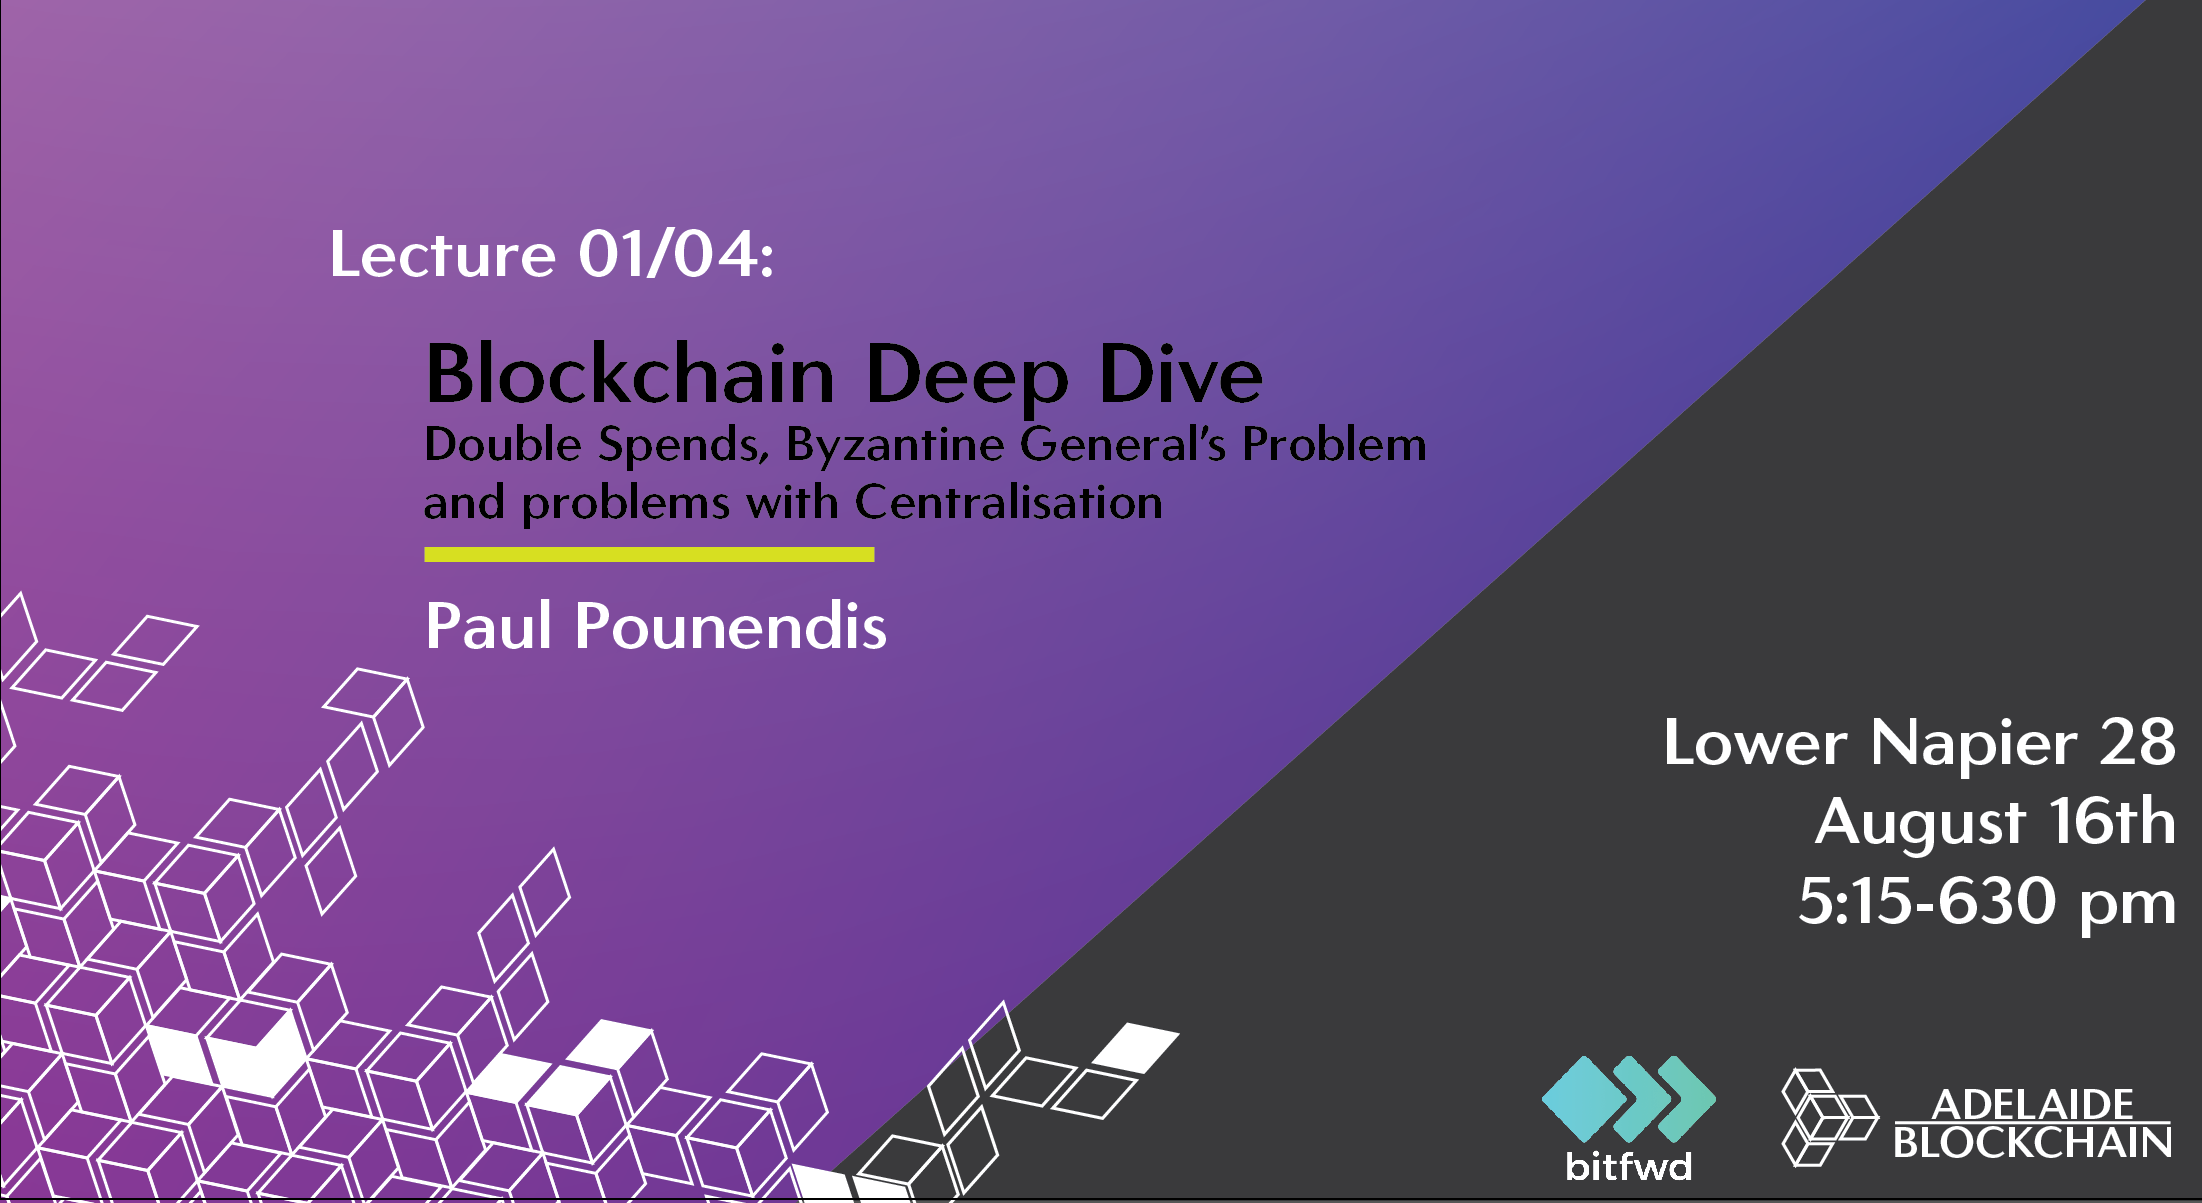 Lecture 01/04:
Blockchain Deep Dive
Double Spends, Byzantine General's Problem
and problems with Centralisation
Paul Pounendis
Lower Napier 28
August 16th
5:15-630 pm
bitfwd
ADELAIDE
BLOCKCHAIN